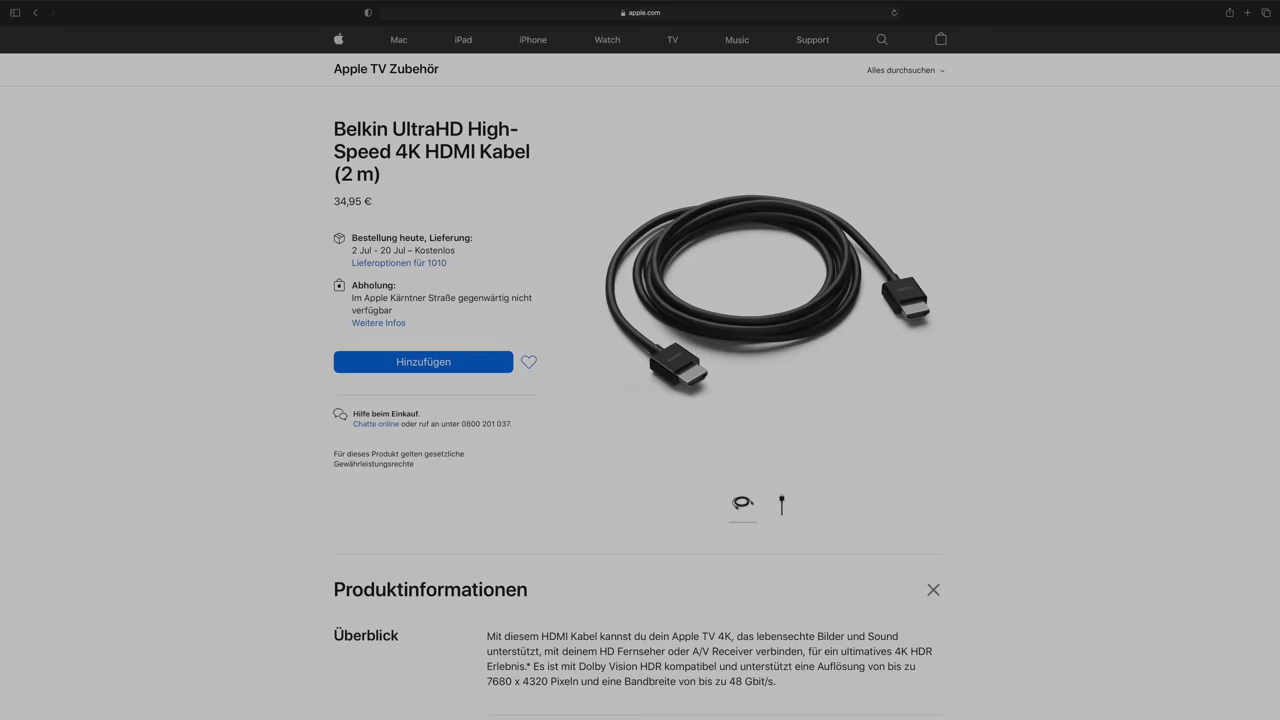 apple.com
Mac iPad iPhone Watch TV Music Support
Apple TV Zubehör
Alles durchsuchen
Belkin UltraHD High-
Speed 4K HDMI Kabel
(2 m)
34,95 €
Bestellung heute, Lieferung:
2 Jul - 20 Jul – Kostenlos
Lieferoptionen für 1010
Abholung:
Im Apple Kärntner Straße gegenwärtig nicht
verfügbar
Weitere Infos
Hinzufügen
Hilfe beim Einkauf.
Chatte online oder ruf an unter 0800 201 037.
Für dieses Produkt gelten gesetzliche
Gewährleistungsrechte
Produktinformationen
Überblick
Mit diesem HDMI Kabel kannst du dein Apple TV 4K, das lebensechte Bilder und Sound
unterstützt, mit deinem HD Fernseher oder A/V Receiver verbinden, für ein ultimatives 4K HDR
Erlebnis.* Es ist mit Dolby Vision HDR kompatibel und unterstützt eine Auflösung von bis zu
7680 x 4320 Pixeln und eine Bandbreite von bis zu 48 Gbit/s.